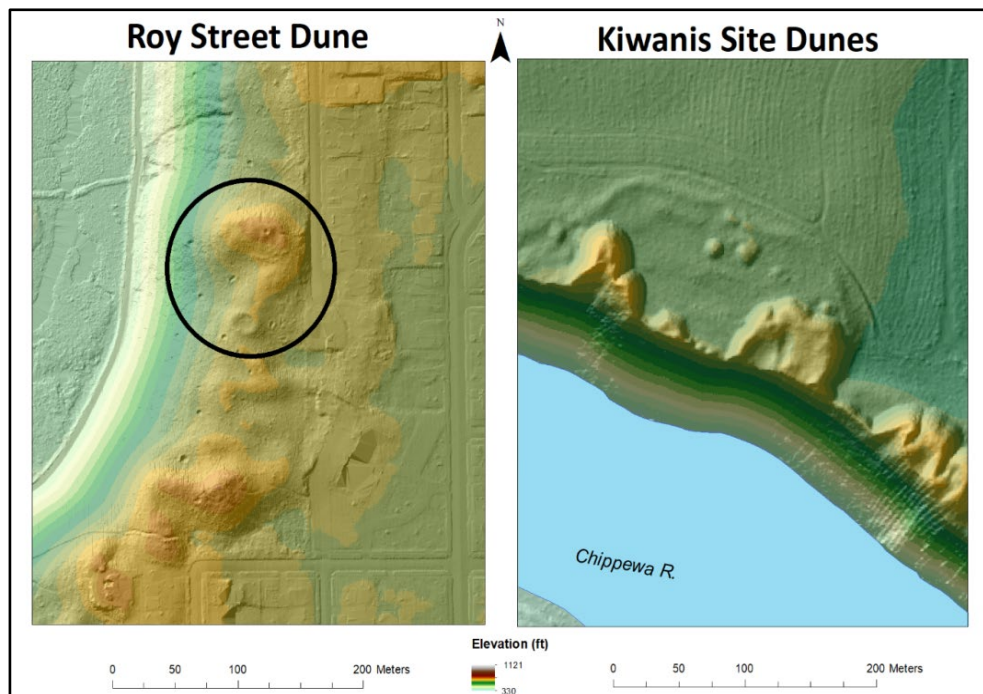 Roy Street Dune
N
Kiwanis Site Dunes
Chippewa R.
Elevation (ft)
1121
330
0 50 100 200 Meters
0 50 100 200 Meters